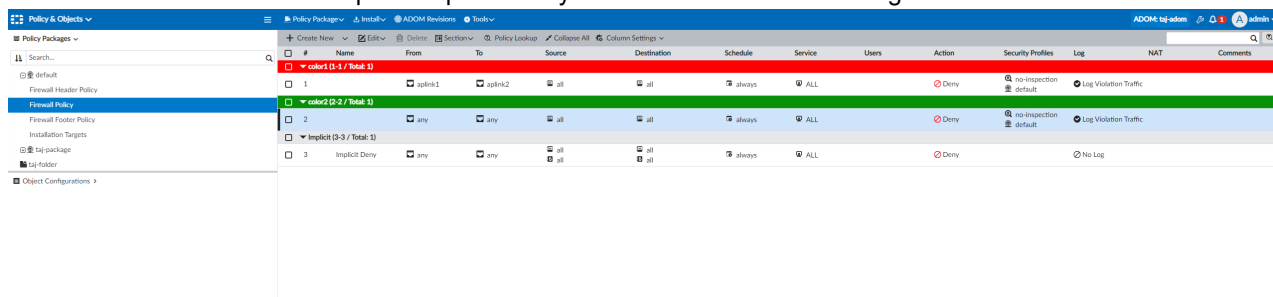 Policy & Objects
Policy Package Install ADOM Revisions Tools
ADOM: taj-adom 1 A admin
Policy Packages
Create New Edit Delete Section Policy Lookup Collapse All Column Settings
Search...
# Name From To Source Destination Schedule Service Users Action Security Profiles Log NAT Comments
color1 (1-1 / Total: 1)
default
1 aplink1 aplink2 all all always ALL Deny no-inspection Log Violation Traffic
default
Firewall Header Policy
Firewall Policy
color2 (2-2 / Total: 1)
Firewall Footer Policy
2 any any all all always ALL Deny no-inspection Log Violation Traffic
default
Installation Targets
Implicit (3-3 / Total: 1)
taj-package
3 Implicit Deny any any all all always ALL Deny No Log
all all
taj-folder
Object Configurations